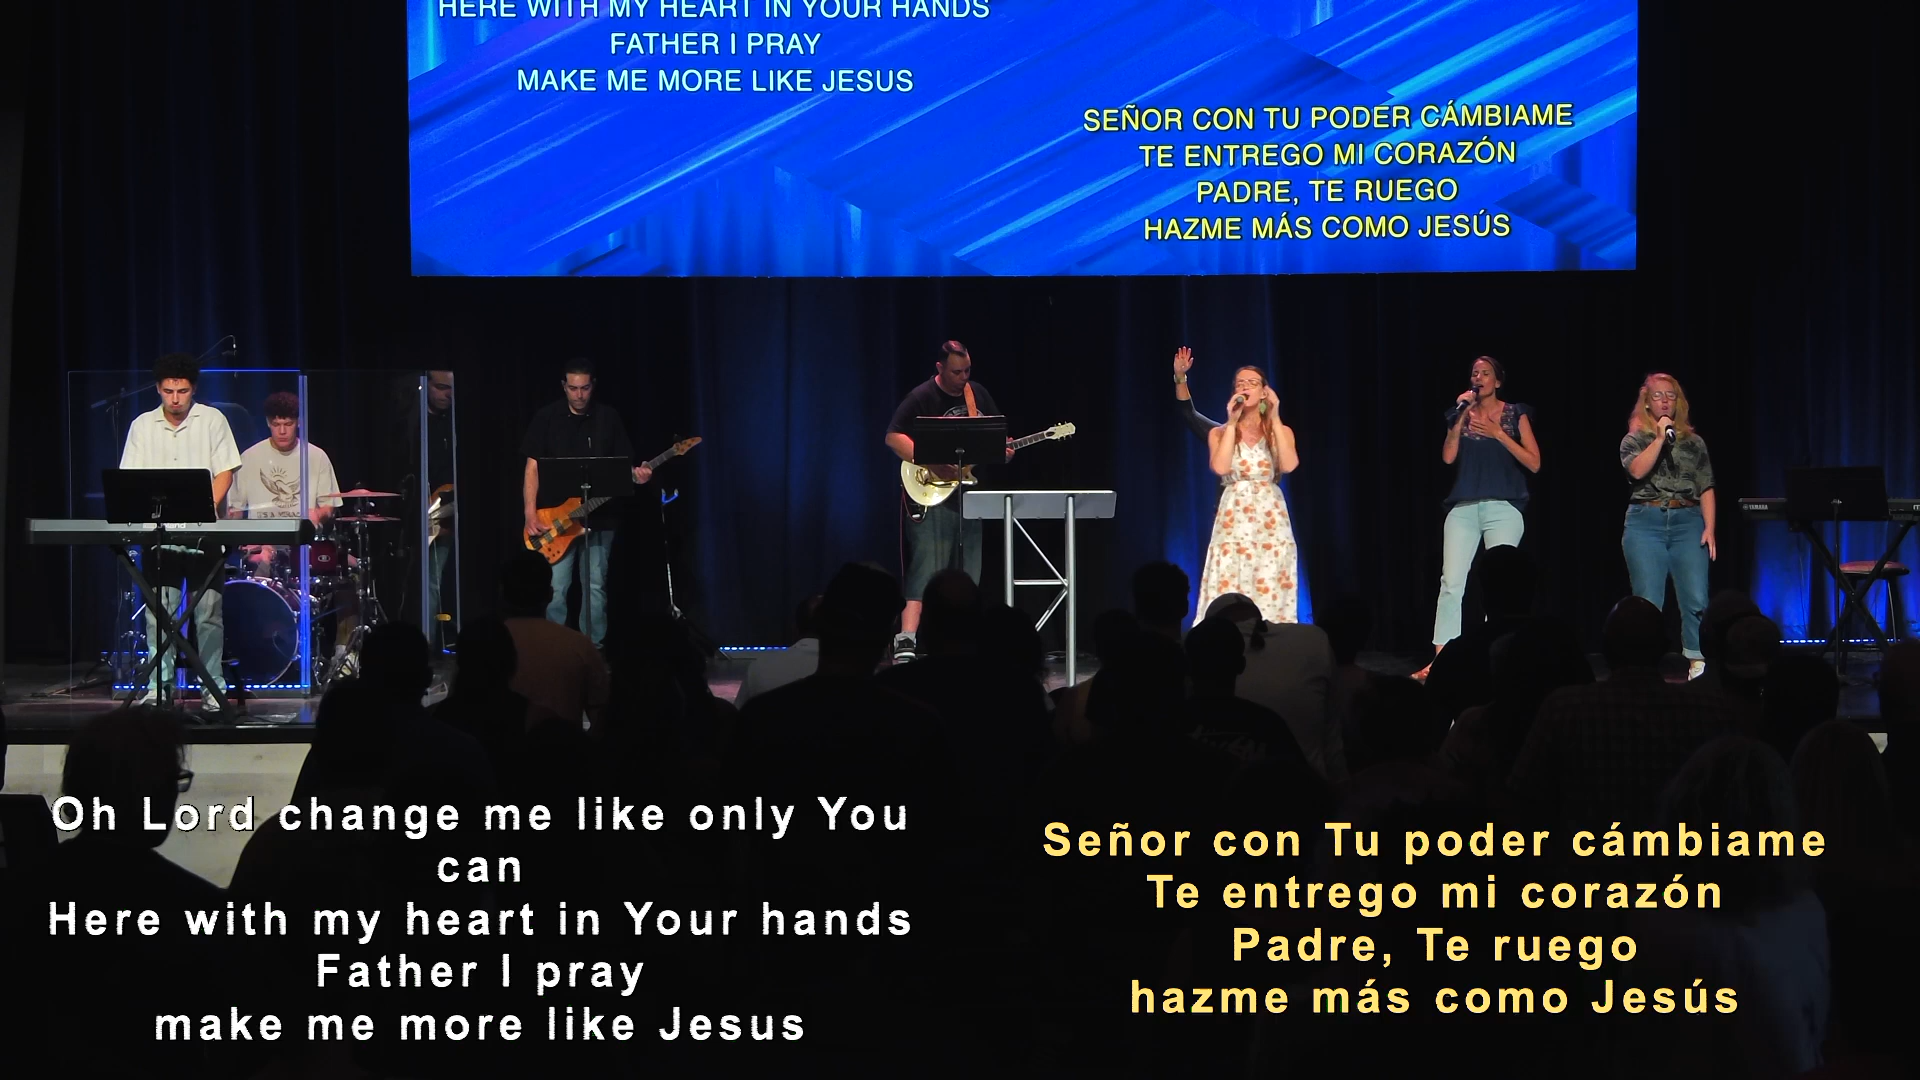 HERE WITH MY HEART IN YOUR HANDS
FATHER I PRAY
MAKE ME MORE LIKE JESUS
SEÑOR CON TU PODER CÁMBIAME
TE ENTREGO MI CORAZÓN
PADRE, TE RUEGO
HAZME MÁS COMO JESÚS
YAMAHA
Oh Lord change me like only You
can
Here with my heart in Your hands
Father I pray
make me more like Jesus
Señor con Tu poder cámbiame
Te entrego mi corazón
Padre, Te ruego
hazme más como Jesús